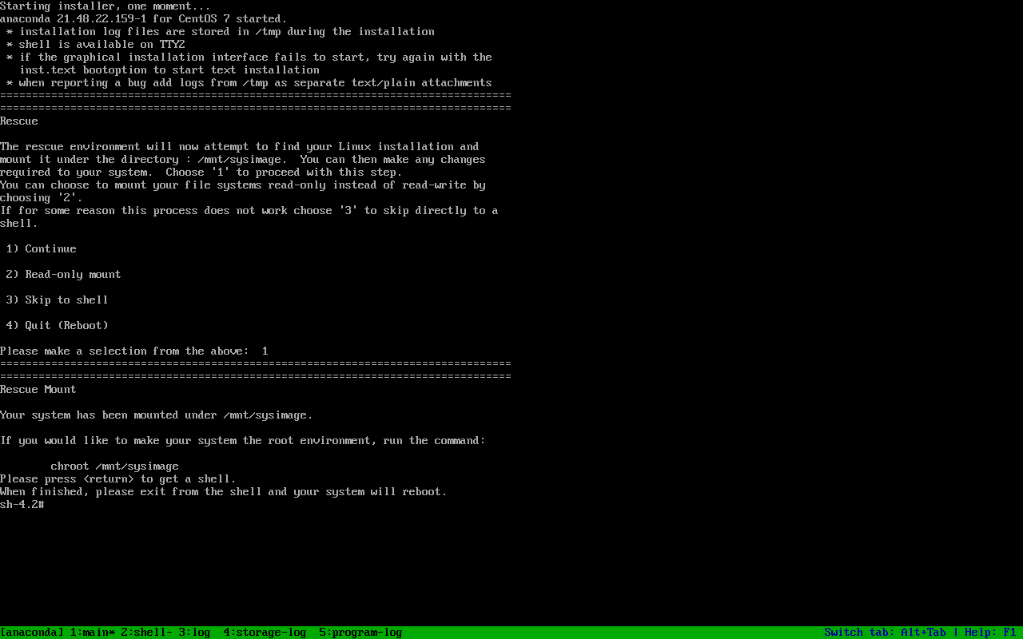 Starting installer, one moment...
anaconda 21.48.22.159-1 for CentOS 7 started.
 * installation log files are stored in /tmp during the installation
 * shell is available on TTY2
 * if the graphical installation interface fails to start, try again with the
   inst.text bootoption to start text installation
 * when reporting a bug add logs from /tmp as separate text/plain attachments
================================================================================
================================================================================
Rescue
The rescue environment will now attempt to find your Linux installation and
mount it under the directory : /mnt/sysimage.  You can then make any changes
required to your system.  Choose '1' to proceed with this step.
You can choose to mount your file systems read-only instead of read-write by
choosing '2'.
If for some reason this process does not work choose '3' to skip directly to a
shell.
 1) Continue
 2) Read-only mount
 3) Skip to shell
 4) Quit (Reboot)
Please make a selection from the above:  1
================================================================================
================================================================================
Rescue Mount
Your system has been mounted under /mnt/sysimage.
If you would like to make your system the root environment, run the command:
        chroot /mnt/sysimage
Please press <return> to get a shell.
When finished, please exit from the shell and your system will reboot.
sh-4.2#
[anaconda] 1:main* 2:shell- 3:log  4:storage-log  5:program-log Switch tab: Alt+Tab | Help: F1